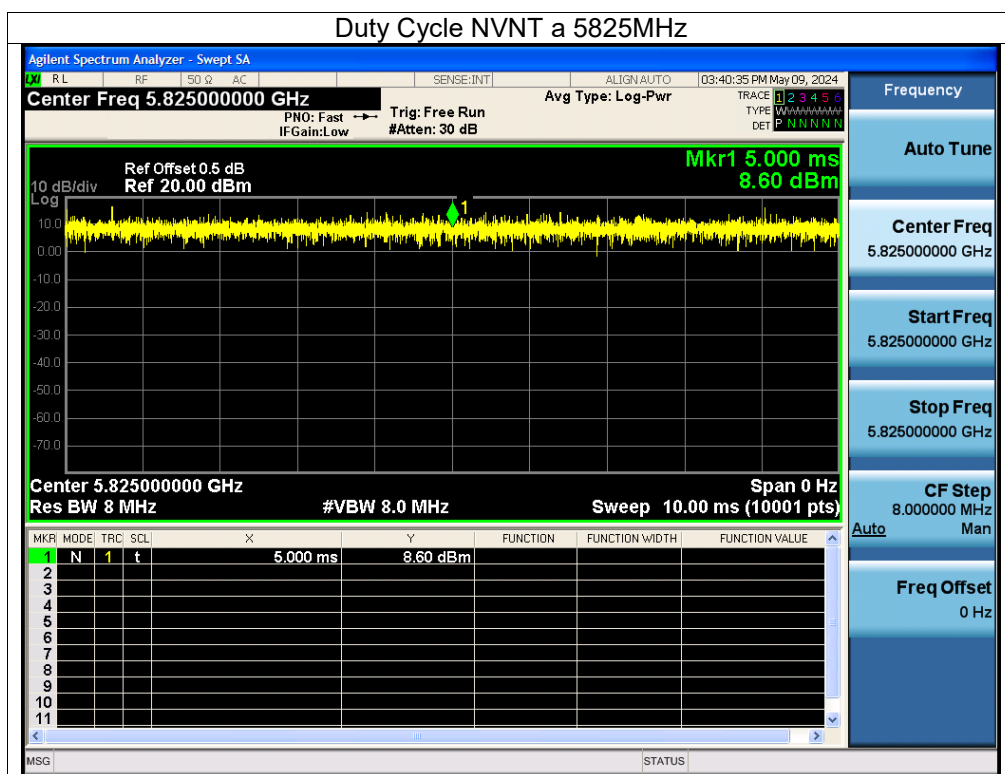 Duty Cycle NVNT a 5825MHz
Agilent Spectrum Analyzer - Swept SA
LXI RL RF 50 Ω AC SENSE:INT ALIGN AUTO 03:40:35 PM May 09, 2024
Center Freq 5.825000000 GHz Avg Type: Log-Pwr TRACE 1 2 3 4 5 6
PNO: Fast Trig: Free Run TYPE WWWWWW
IFGain:Low #Atten: 30 dB DET P N N N N N
Frequency
Auto Tune
Center Freq
5.825000000 GHz
Start Freq
5.825000000 GHz
Stop Freq
5.825000000 GHz
CF Step
8.000000 MHz
Auto Man
Freq Offset
0 Hz
Mkr1 5.000 ms
8.60 dBm
Ref Offset 0.5 dB
10 dB/div Ref 20.00 dBm
Log
1
10.0
0.00
-10.0
-20.0
-30.0
-40.0
-50.0
-60.0
-70.0
Center 5.825000000 GHz Span 0 Hz
Res BW 8 MHz #VBW 8.0 MHz Sweep 10.00 ms (10001 pts)
MKR MODE TRC SCL X Y FUNCTION FUNCTION WIDTH FUNCTION VALUE
1 N 1 t 5.000 ms 8.60 dBm
2
3
4
5
6
7
8
9
10
11
MSG STATUS